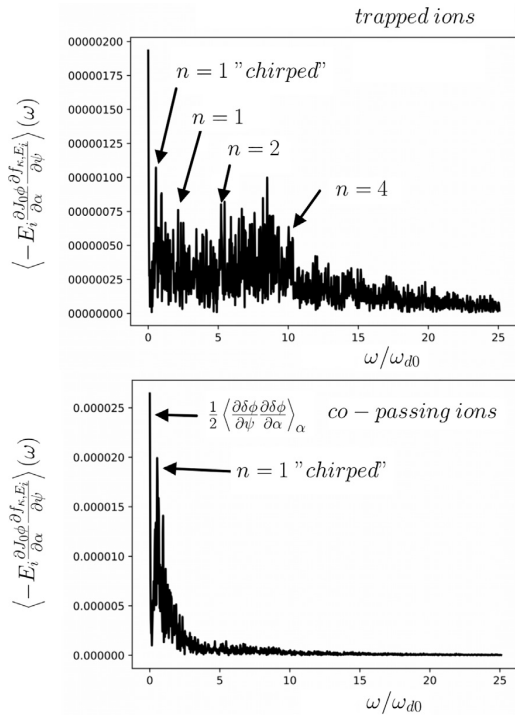 trapped ions
00000200
00000175
00000150
00000125
00000100
00000075
00000050
00000025
00000000
n = 1 "chirped"
n = 1
n = 2
n = 4
⟨−E_i ∂J_0ϕ/∂α ∂f_{κ,E_i}/∂ψ⟩(ω)
0 5 10 15 20 25
ω/ω_{d0}
0.000025
0.000020
0.000015
0.000010
0.000005
0.000000
1/2 ⟨∂δϕ/∂ψ ∂δϕ/∂α⟩_α co − passing ions
n = 1 "chirped"
⟨−E_i ∂J_0ϕ/∂α ∂f_{κ,E_i}/∂ψ⟩(ω)
0 5 10 15 20 25
ω/ω_{d0}